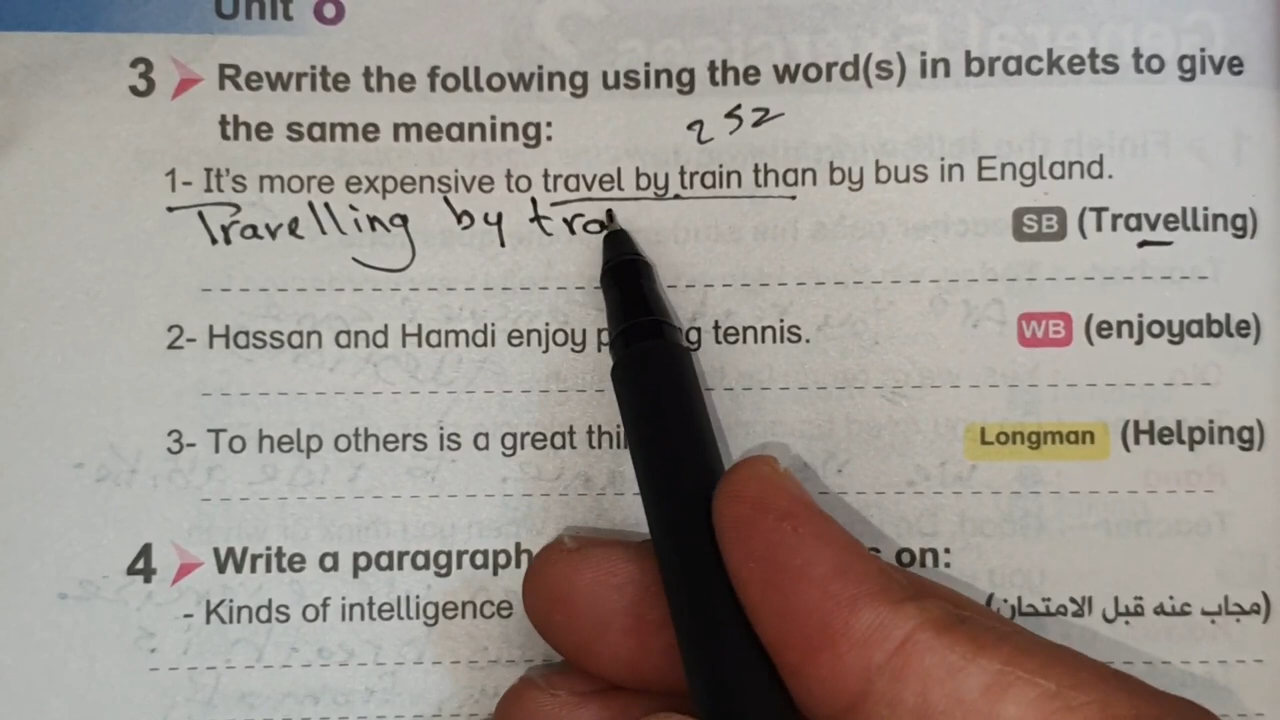 Unit 8
3 Rewrite the following using the word(s) in brackets to give
the same meaning:
252
1- It's more expensive to travel by train than by bus in England.
Travelling by tra
SB (Travelling)
2- Hassan and Hamdi enjoy p g tennis.
WB (enjoyable)
3- To help others is a great thi
Longman (Helping)
4 Write a paragraph on:
- Kinds of intelligence
(مجاب عنه قبل الامتحان)